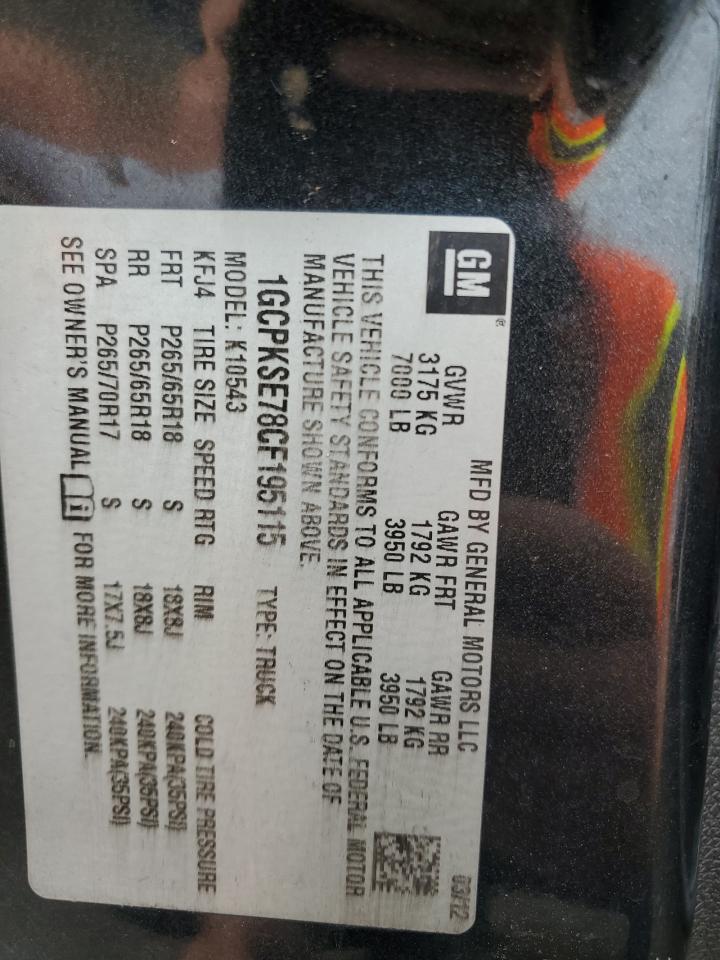 GM®
MFD BY GENERAL MOTORS LLC 03/12
GVWR GAWR FRT GAWR RR
3175 KG 1792 KG 1792 KG
7000 LB 3950 LB 3950 LB
THIS VEHICLE CONFORMS TO ALL APPLICABLE U.S. FEDERAL MOTOR
VEHICLE SAFETY STANDARDS IN EFFECT ON THE DATE OF
MANUFACTURE SHOWN ABOVE.
1GCPKSE78CF195115 TYPE: TRUCK
MODEL: K10543
KFJ4 TIRE SIZE SPEED RTG RIM COLD TIRE PRESSURE
FRT P265/65R18 S 18X8J 240KPA(35PSI)
RR P265/65R18 S 18X8J 240KPA(35PSI)
SPA P265/70R17 S 17X7.5J 240KPA(35PSI)
SEE OWNER'S MANUAL FOR MORE INFORMATION.